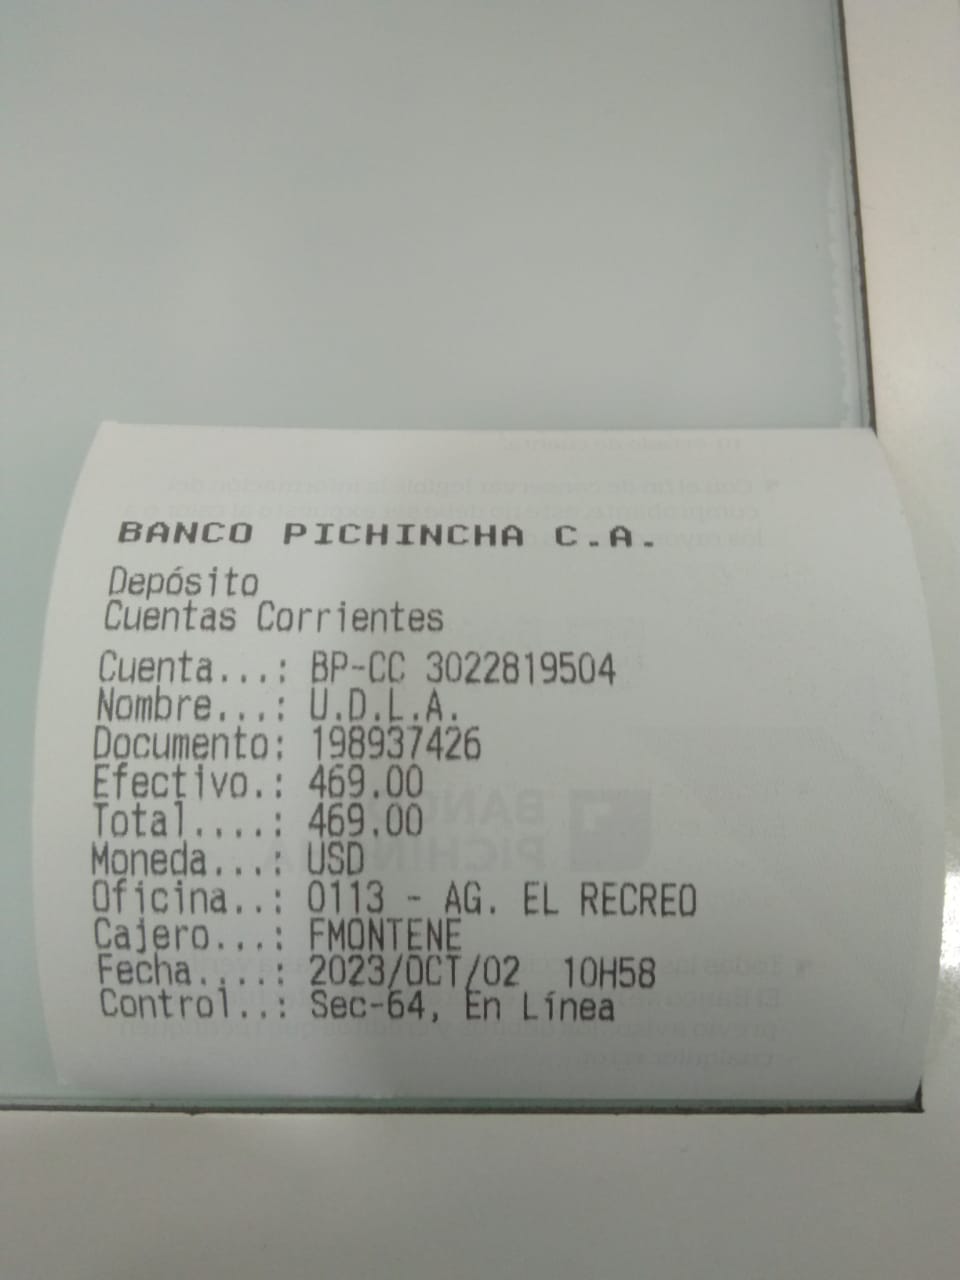 BANCO PICHINCHA C.A.
Depósito
Cuentas Corrientes
Cuenta...: BP-CC 3022819504
Nombre...: U.D.L.A.
Documento: 198937426
Efectivo.: 469.00
Total....: 469.00
Moneda...: USD
Oficina..: 0113 - AG. EL RECREO
Cajero...: FMONTENE
Fecha....: 2023/OCT/02 10H58
Control..: Sec-64, En Línea